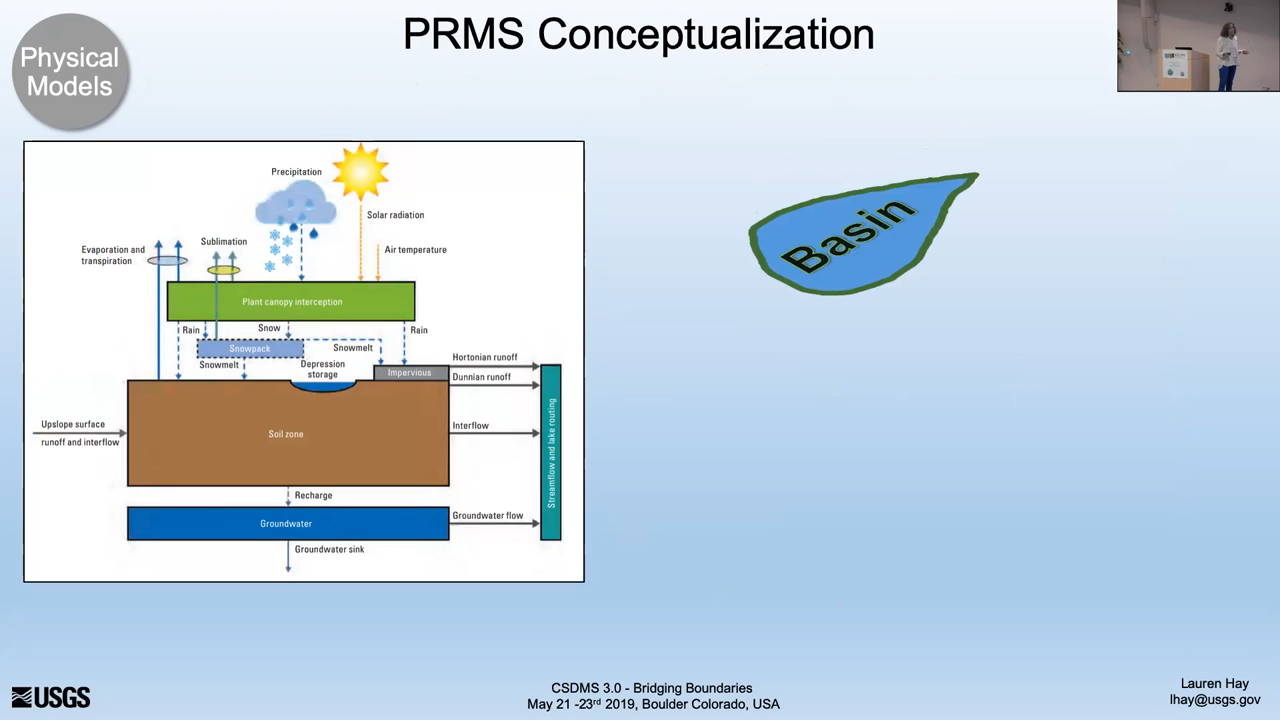 PRMS Conceptualization
Physical
Models
Precipitation
Solar radiation
Sublimation
Evaporation and
transpiration
Air temperature
Plant canopy interception
Rain
Snow
Rain
Snowpack
Snowmelt
Snowmelt
Depression
storage
Impervious
Hortonian runoff
Dunnian runoff
Upslope surface
runoff and interflow
Soil zone
Interflow
Streamflow and lake routing
Recharge
Groundwater
Groundwater flow
Groundwater sink
Basin
USGS
CSDMS 3.0 - Bridging Boundaries
May 21 -23rd 2019, Boulder Colorado, USA
Lauren Hay
lhay@usgs.gov